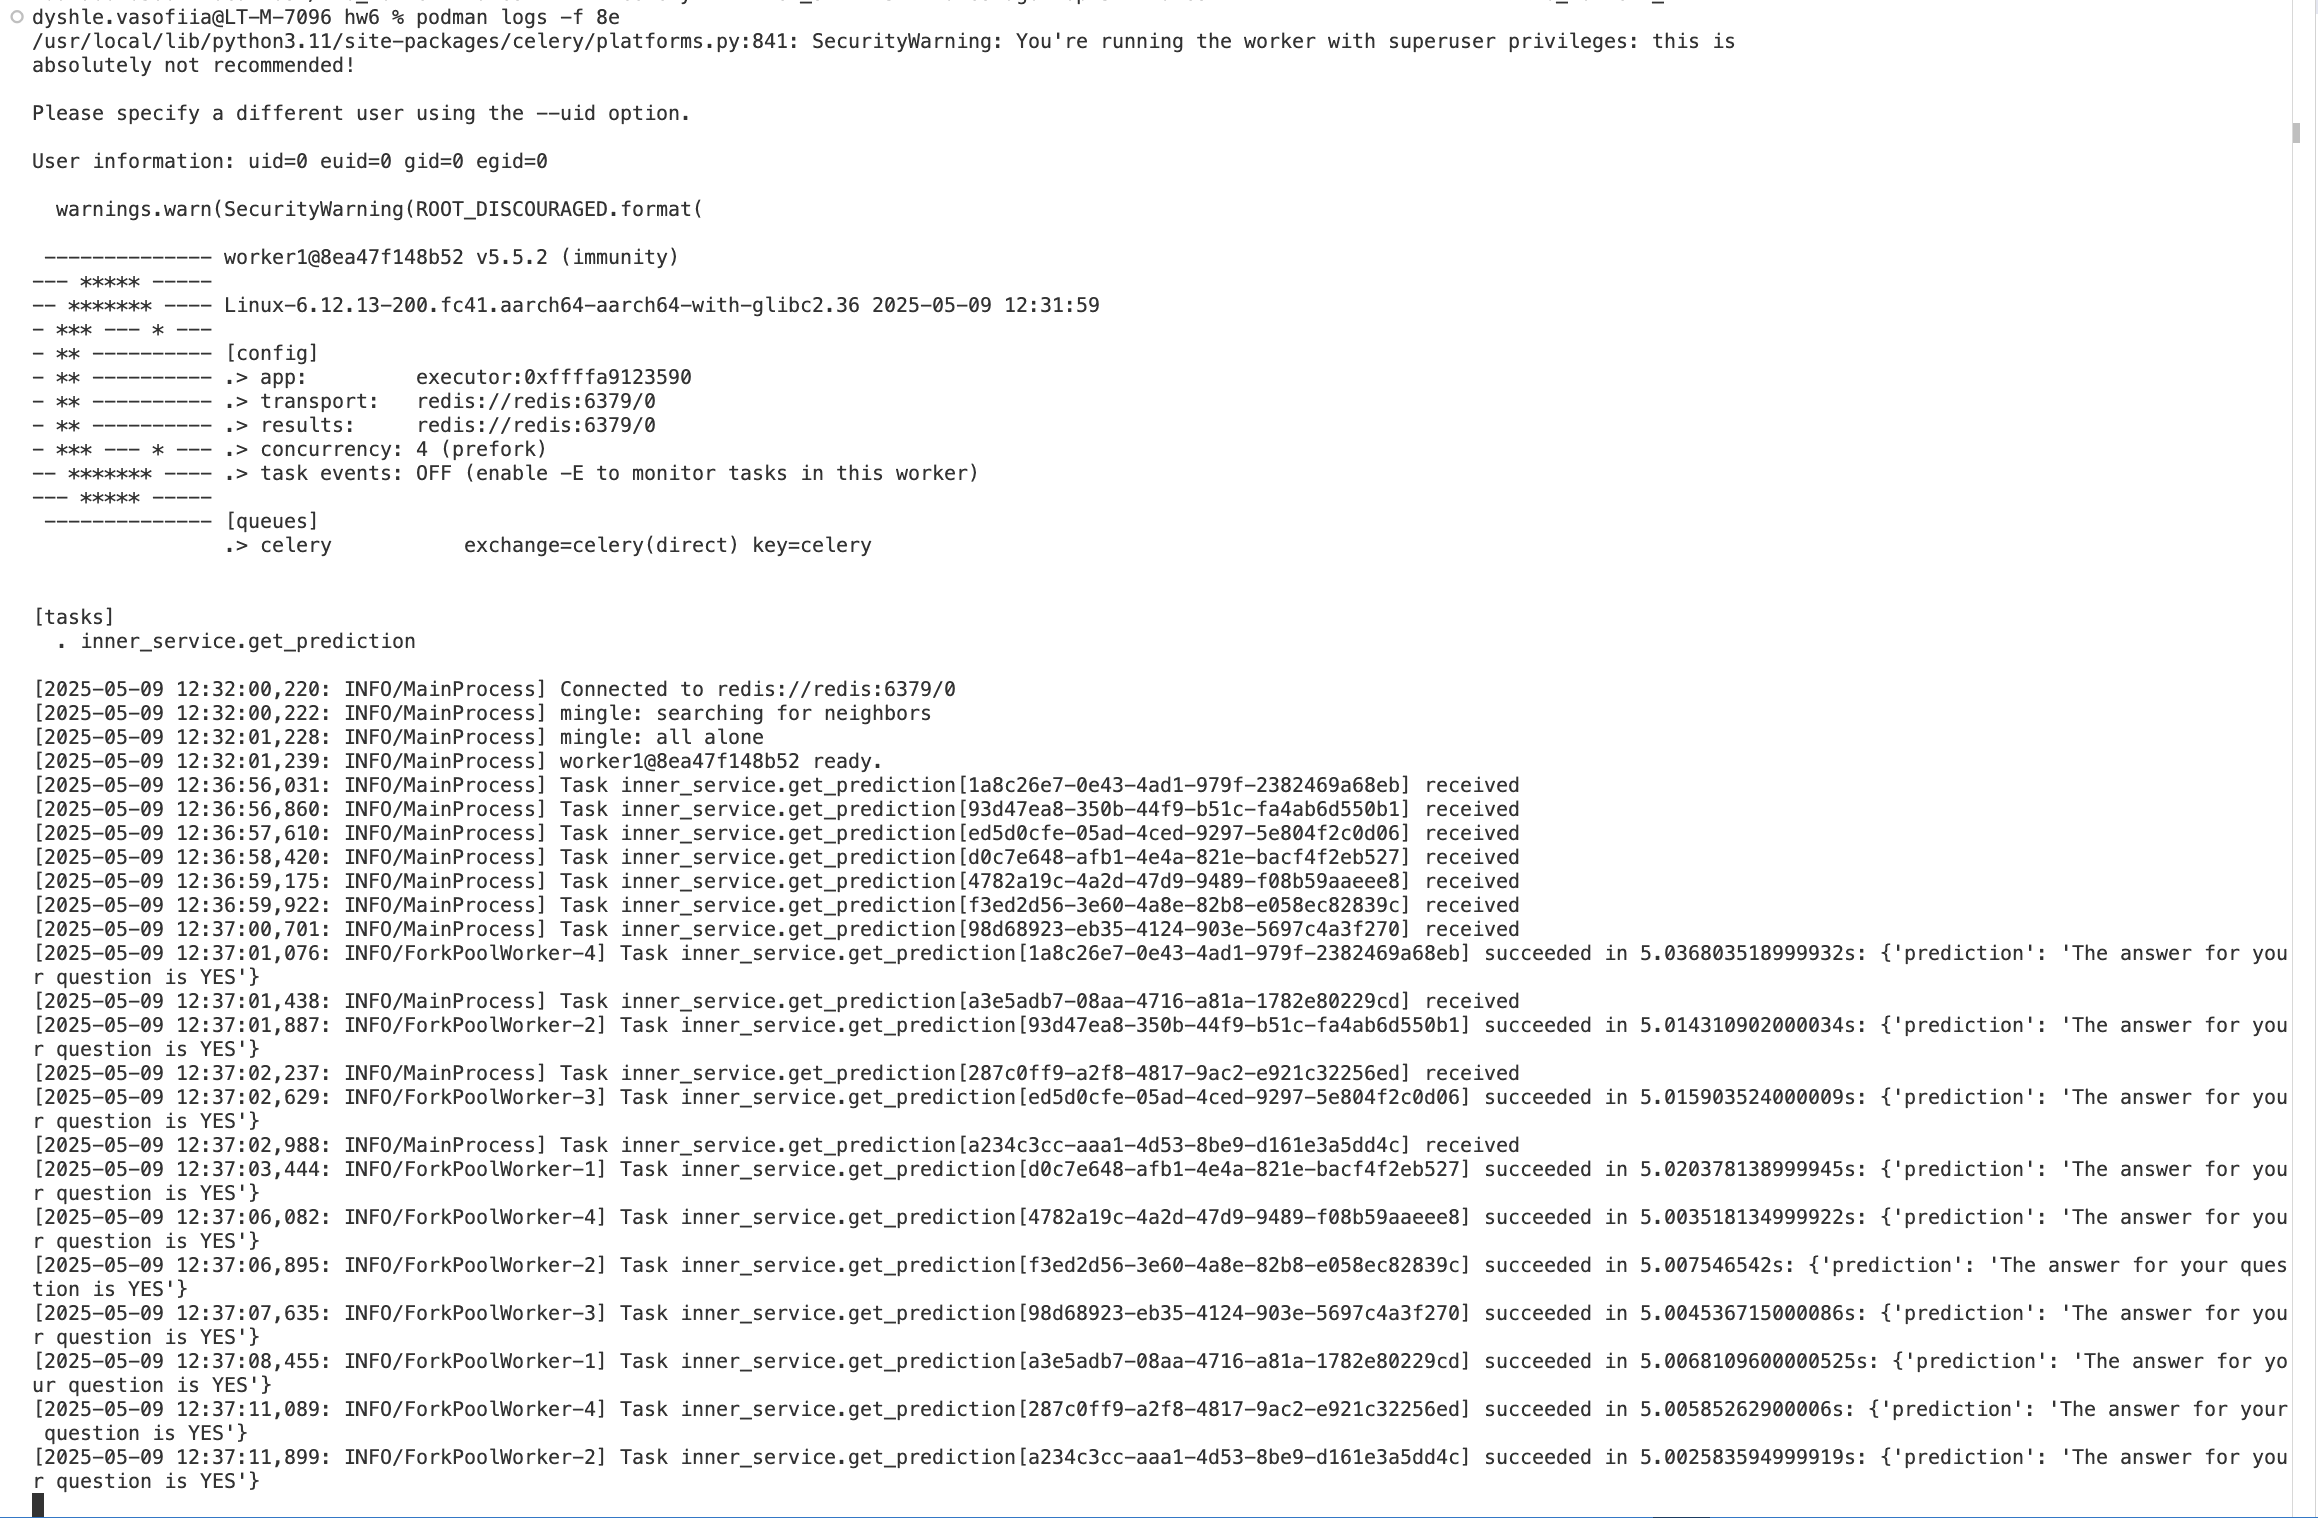 dyshle.vasofiia@LT-M-7096 hw6 % podman logs -f 8e
/usr/local/lib/python3.11/site-packages/celery/platforms.py:841: SecurityWarning: You're running the worker with superuser privileges: this is
absolutely not recommended!

Please specify a different user using the --uid option.

User information: uid=0 euid=0 gid=0 egid=0

  warnings.warn(SecurityWarning(ROOT_DISCOURAGED.format(

 -------------- worker1@8ea47f148b52 v5.5.2 (immunity)
--- ***** -----
-- ******* ---- Linux-6.12.13-200.fc41.aarch64-aarch64-with-glibc2.36 2025-05-09 12:31:59
- *** --- * ---
- ** ---------- [config]
- ** ---------- .> app:         executor:0xffffa9123590
- ** ---------- .> transport:   redis://redis:6379/0
- ** ---------- .> results:     redis://redis:6379/0
- *** --- * --- .> concurrency: 4 (prefork)
-- ******* ---- .> task events: OFF (enable -E to monitor tasks in this worker)
--- ***** -----
 -------------- [queues]
                .> celery           exchange=celery(direct) key=celery

[tasks]
  . inner_service.get_prediction

[2025-05-09 12:32:00,220: INFO/MainProcess] Connected to redis://redis:6379/0
[2025-05-09 12:32:00,222: INFO/MainProcess] mingle: searching for neighbors
[2025-05-09 12:32:01,228: INFO/MainProcess] mingle: all alone
[2025-05-09 12:32:01,239: INFO/MainProcess] worker1@8ea47f148b52 ready.
[2025-05-09 12:36:56,031: INFO/MainProcess] Task inner_service.get_prediction[1a8c26e7-0e43-4ad1-979f-2382469a68eb] received
[2025-05-09 12:36:56,860: INFO/MainProcess] Task inner_service.get_prediction[93d47ea8-350b-44f9-b51c-fa4ab6d550b1] received
[2025-05-09 12:36:57,610: INFO/MainProcess] Task inner_service.get_prediction[ed5d0cfe-05ad-4ced-9297-5e804f2c0d06] received
[2025-05-09 12:36:58,420: INFO/MainProcess] Task inner_service.get_prediction[d0c7e648-afb1-4e4a-821e-bacf4f2eb527] received
[2025-05-09 12:36:59,175: INFO/MainProcess] Task inner_service.get_prediction[4782a19c-4a2d-47d9-9489-f08b59aaeee8] received
[2025-05-09 12:36:59,922: INFO/MainProcess] Task inner_service.get_prediction[f3ed2d56-3e60-4a8e-82b8-e058ec82839c] received
[2025-05-09 12:37:00,701: INFO/MainProcess] Task inner_service.get_prediction[98d68923-eb35-4124-903e-5697c4a3f270] received
[2025-05-09 12:37:01,076: INFO/ForkPoolWorker-4] Task inner_service.get_prediction[1a8c26e7-0e43-4ad1-979f-2382469a68eb] succeeded in 5.036803518999932s: {'prediction': 'The answer for you
r question is YES'}
[2025-05-09 12:37:01,438: INFO/MainProcess] Task inner_service.get_prediction[a3e5adb7-08aa-4716-a81a-1782e80229cd] received
[2025-05-09 12:37:01,887: INFO/ForkPoolWorker-2] Task inner_service.get_prediction[93d47ea8-350b-44f9-b51c-fa4ab6d550b1] succeeded in 5.014310902000034s: {'prediction': 'The answer for you
r question is YES'}
[2025-05-09 12:37:02,237: INFO/MainProcess] Task inner_service.get_prediction[287c0ff9-a2f8-4817-9ac2-e921c32256ed] received
[2025-05-09 12:37:02,629: INFO/ForkPoolWorker-3] Task inner_service.get_prediction[ed5d0cfe-05ad-4ced-9297-5e804f2c0d06] succeeded in 5.015903524000009s: {'prediction': 'The answer for you
r question is YES'}
[2025-05-09 12:37:02,988: INFO/MainProcess] Task inner_service.get_prediction[a234c3cc-aaa1-4d53-8be9-d161e3a5dd4c] received
[2025-05-09 12:37:03,444: INFO/ForkPoolWorker-1] Task inner_service.get_prediction[d0c7e648-afb1-4e4a-821e-bacf4f2eb527] succeeded in 5.020378138999945s: {'prediction': 'The answer for you
r question is YES'}
[2025-05-09 12:37:06,082: INFO/ForkPoolWorker-4] Task inner_service.get_prediction[4782a19c-4a2d-47d9-9489-f08b59aaeee8] succeeded in 5.003518134999922s: {'prediction': 'The answer for you
r question is YES'}
[2025-05-09 12:37:06,895: INFO/ForkPoolWorker-2] Task inner_service.get_prediction[f3ed2d56-3e60-4a8e-82b8-e058ec82839c] succeeded in 5.007546542s: {'prediction': 'The answer for your ques
tion is YES'}
[2025-05-09 12:37:07,635: INFO/ForkPoolWorker-3] Task inner_service.get_prediction[98d68923-eb35-4124-903e-5697c4a3f270] succeeded in 5.004536715000086s: {'prediction': 'The answer for you
r question is YES'}
[2025-05-09 12:37:08,455: INFO/ForkPoolWorker-1] Task inner_service.get_prediction[a3e5adb7-08aa-4716-a81a-1782e80229cd] succeeded in 5.0068109600000525s: {'prediction': 'The answer for yo
ur question is YES'}
[2025-05-09 12:37:11,089: INFO/ForkPoolWorker-4] Task inner_service.get_prediction[287c0ff9-a2f8-4817-9ac2-e921c32256ed] succeeded in 5.00585262900006s: {'prediction': 'The answer for your
 question is YES'}
[2025-05-09 12:37:11,899: INFO/ForkPoolWorker-2] Task inner_service.get_prediction[a234c3cc-aaa1-4d53-8be9-d161e3a5dd4c] succeeded in 5.002583594999919s: {'prediction': 'The answer for you
r question is YES'}